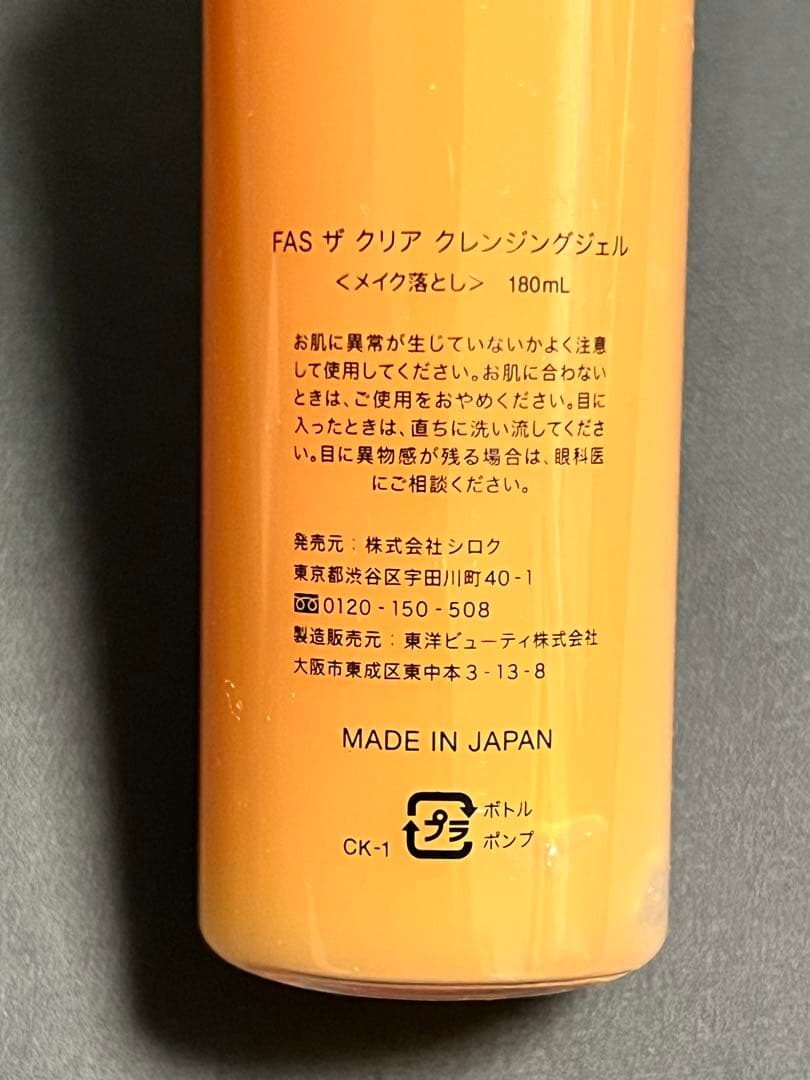 FAS ザ クリア クレンジングジェル
＜メイク落とし＞ 180mL
お肌に異常が生じていないかよく注意
して使用してください。お肌に合わない
ときは、ご使用をおやめください。目に
入ったときは、直ちに洗い流してくださ
い。目に異物感が残る場合は、眼科医
にご相談ください。
発売元：株式会社シロク
東京都渋谷区宇田川町40-1
0120-150-508
製造販売元：東洋ビューティ株式会社
大阪市東成区東中本3-13-8
MADE IN JAPAN
CK-1
プラ
ボトル
ポンプ